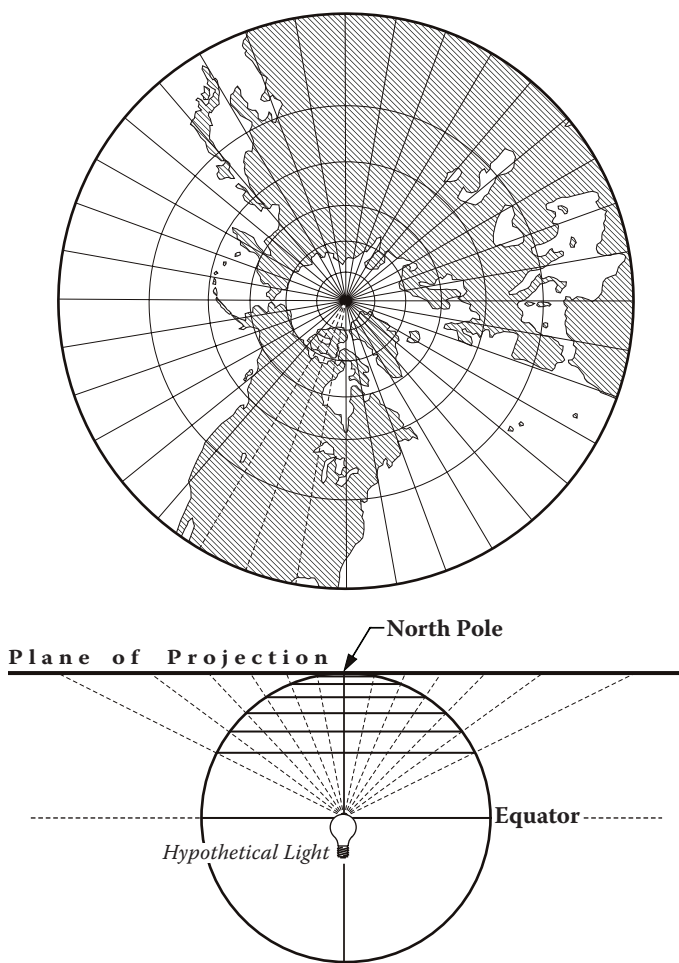 North Pole
Plane of Projection
Equator
Hypothetical Light